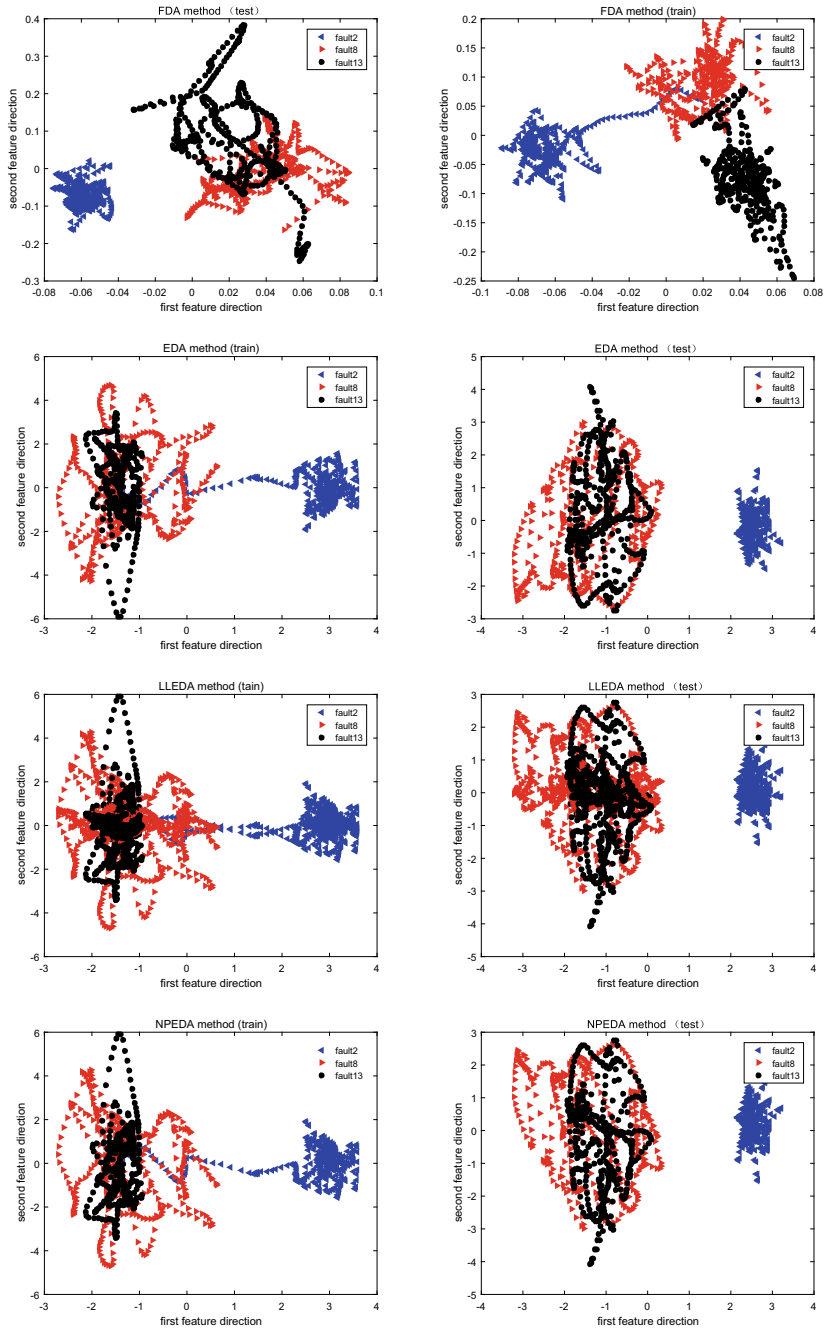 FDA method （test）
0.4
0.3
0.2
0.1
0
-0.1
-0.2
0.3
second feature direction
-0.08 -0.06 -0.04 -0.02 0 0.02 0.04 0.06 0.08 0.1
first feature direction
fault2
fault8
fault13
FDA method (train)
0.2
0.15
0.1
0.05
0
-0.05
-0.1
-0.15
-0.2
-0.25
second feature direction
-0.1 -0.08 -0.06 -0.04 -0.02 0 0.02 0.04 0.06 0.08
first feature direction
fault2
fault8
fault13
EDA method (train)
6
4
2
0
-2
-4
-6
second feature direction
-3 -2 -1 0 1 2 3 4
first feature direction
fault2
fault8
fault13
EDA method （test）
5
4
3
2
1
0
-1
-2
-3
second feature direction
-4 -3 -2 -1 0 1 2 3 4
first feature direction
fault2
fault8
fault13
LLEDA method (tain)
6
4
2
0
-2
-4
-6
second feature direction
-3 -2 -1 0 1 2 3 4
first feature direction
fault2
fault8
fault13
LLEDA method （test）
3
2
1
0
-1
-2
-3
-4
-5
second feature direction
-4 -3 -2 -1 0 1 2 3 4
first feature direction
fault2
fault8
fault13
NPEDA method (train)
6
4
2
0
-2
-4
-6
second feature direction
-3 -2 -1 0 1 2 3 4
first feature direction
fault2
fault8
fault13
NPEDA method （test）
3
2
1
0
-1
-2
-3
-4
-5
second feature direction
-4 -3 -2 -1 0 1 2 3 4
first feature direction
fault2
fault8
fault13